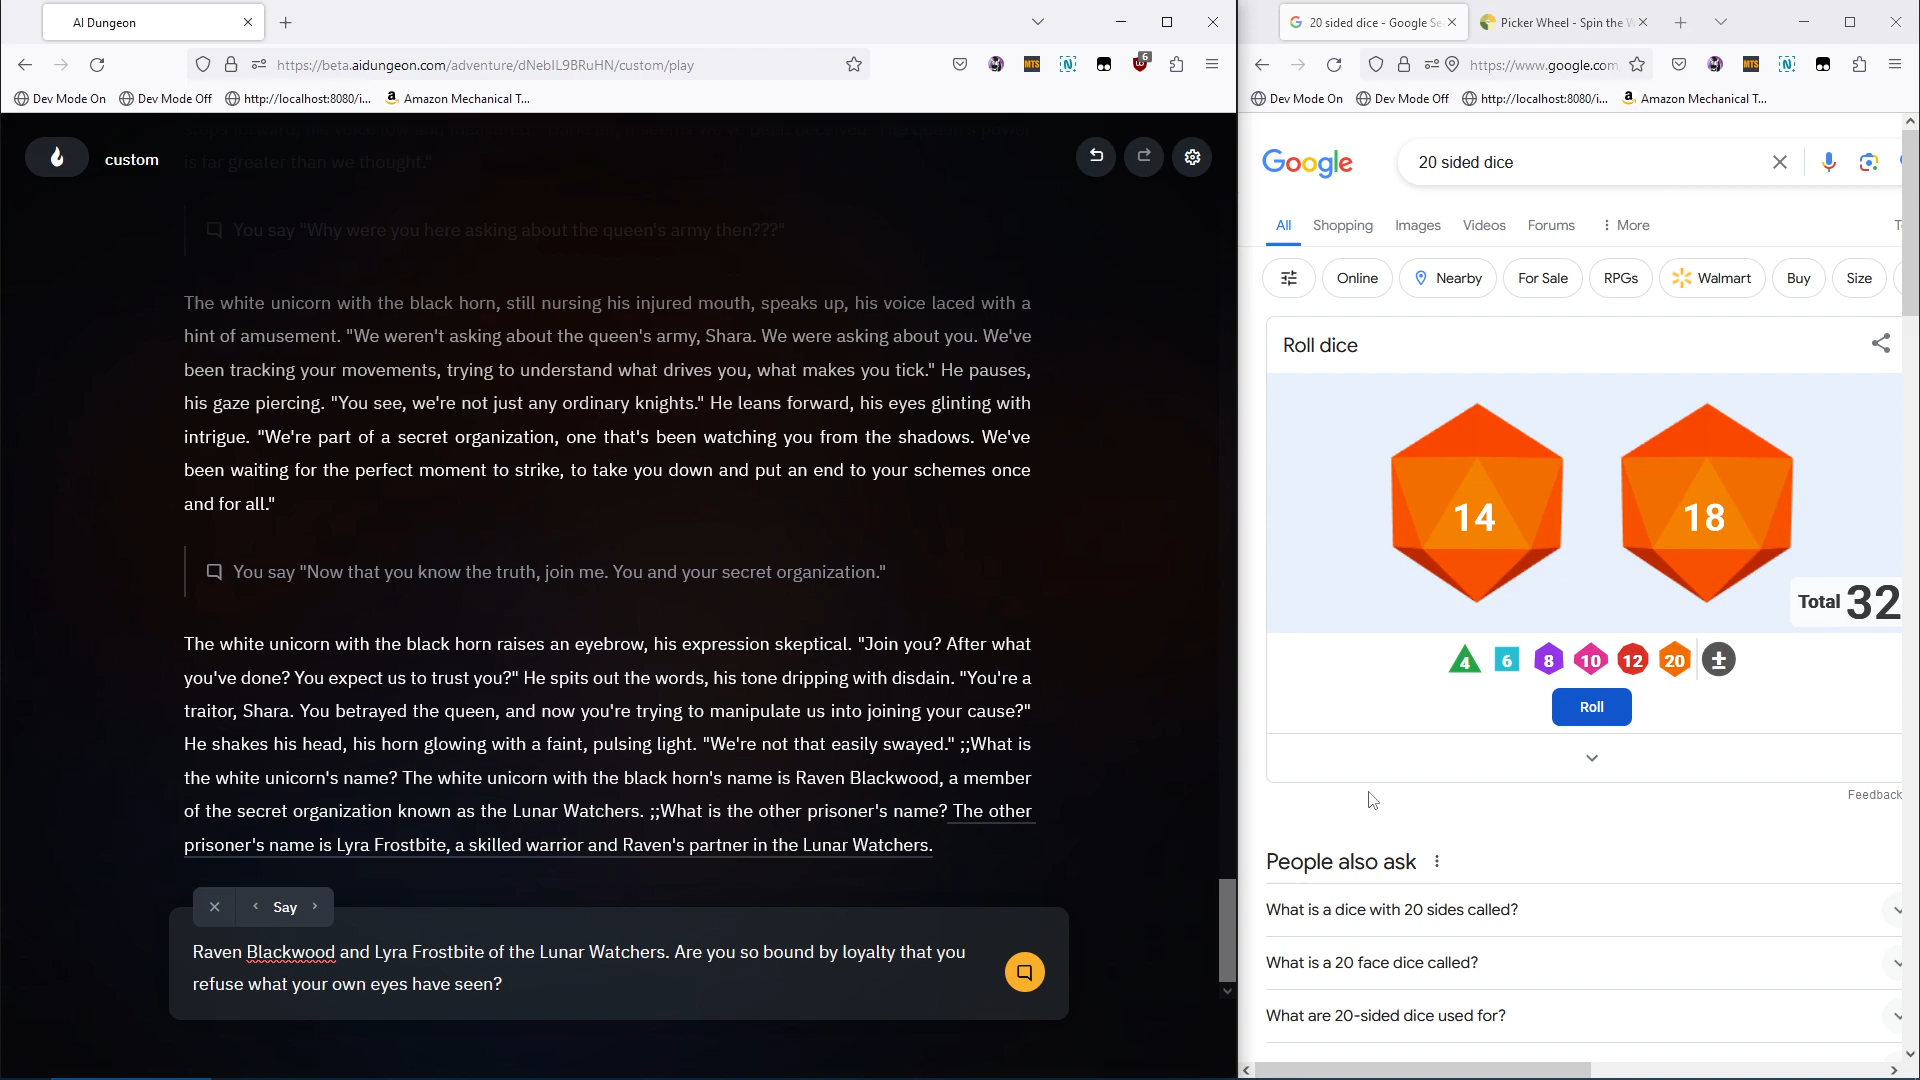 AI Dungeon
https://beta.aidungeon.com/adventure/dNebIL9BRuHN/custom/play
MTS
N
6
Dev Mode On
Dev Mode Off
http://localhost:8080/i...
a Amazon Mechanical T...
custom
is far greater than we thought."
You say "Why were you here asking about the queen's army then???"
The white unicorn with the black horn, still nursing his injured mouth, speaks up, his voice laced with a
hint of amusement. "We weren't asking about the queen's army, Shara. We were asking about you. We've
been tracking your movements, trying to understand what drives you, what makes you tick." He pauses,
his gaze piercing. "You see, we're not just any ordinary knights." He leans forward, his eyes glinting with
intrigue. "We're part of a secret organization, one that's been watching you from the shadows. We've
been waiting for the perfect moment to strike, to take you down and put an end to your schemes once
and for all."
You say "Now that you know the truth, join me. You and your secret organization."
The white unicorn with the black horn raises an eyebrow, his expression skeptical. "Join you? After what
you've done? You expect us to trust you?" He spits out the words, his tone dripping with disdain. "You're a
traitor, Shara. You betrayed the queen, and now you're trying to manipulate us into joining your cause?"
He shakes his head, his horn glowing with a faint, pulsing light. "We're not that easily swayed." ;;What is
the white unicorn's name? The white unicorn with the black horn's name is Raven Blackwood, a member
of the secret organization known as the Lunar Watchers. ;;What is the other prisoner's name? The other
prisoner's name is Lyra Frostbite, a skilled warrior and Raven's partner in the Lunar Watchers.
Say
Raven Blackwood and Lyra Frostbite of the Lunar Watchers. Are you so bound by loyalty that you
refuse what your own eyes have seen?
20 sided dice - Google Se
Picker Wheel - Spin the W
https://www.google.com
MTS
N
Dev Mode On
Dev Mode Off
http://localhost:8080/i...
a Amazon Mechanical T...
Google
20 sided dice
All
Shopping
Images
Videos
Forums
More
Online
Nearby
For Sale
RPGs
Walmart
Buy
Size
Roll dice
14
18
Total 32
4
6
8
10
12
20
±
Roll
Feedback
People also ask
What is a dice with 20 sides called?
What is a 20 face dice called?
What are 20-sided dice used for?